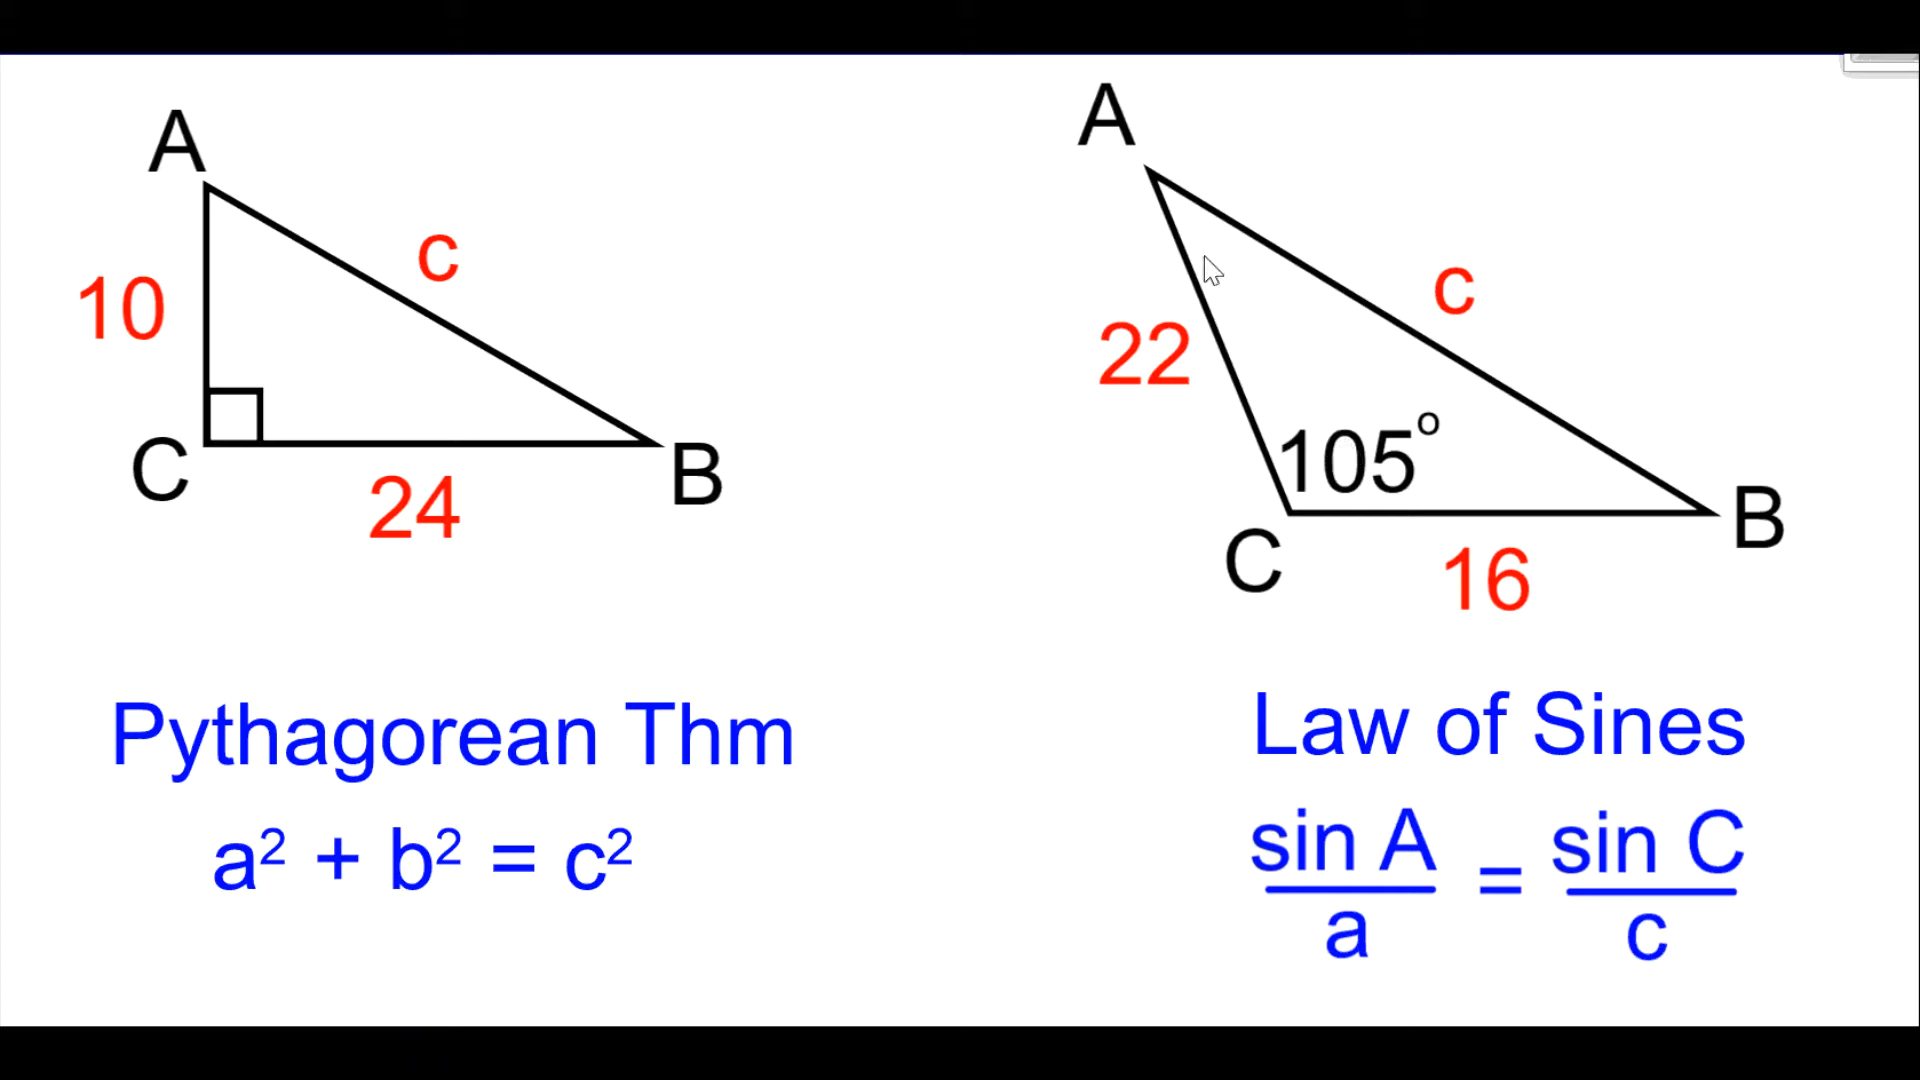 A
c
10
C
24
B
A
c
22
105°
C
16
B
Pythagorean Thm
a² + b² = c²
Law of Sines
sin A = sin C
a c